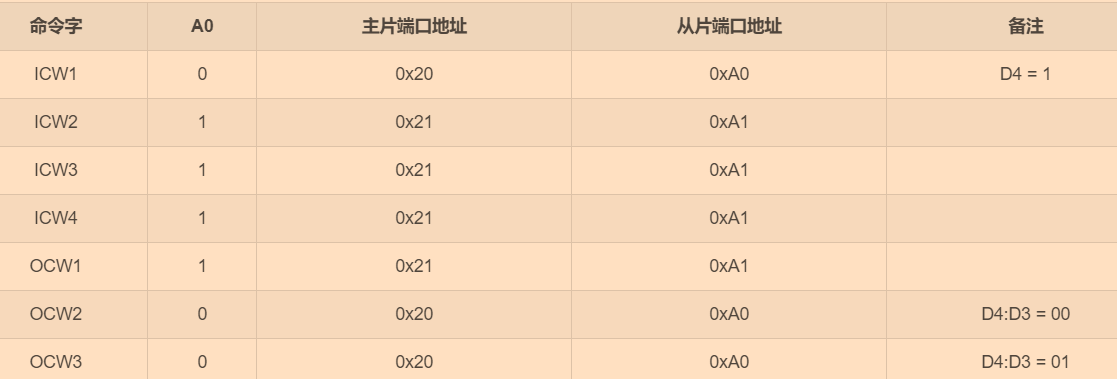 命令字 A0 主片端口地址 从片端口地址 备注
ICW1 0 0x20 0xA0 D4 = 1
ICW2 1 0x21 0xA1
ICW3 1 0x21 0xA1
ICW4 1 0x21 0xA1
OCW1 1 0x21 0xA1
OCW2 0 0x20 0xA0 D4:D3 = 00
OCW3 0 0x20 0xA0 D4:D3 = 01